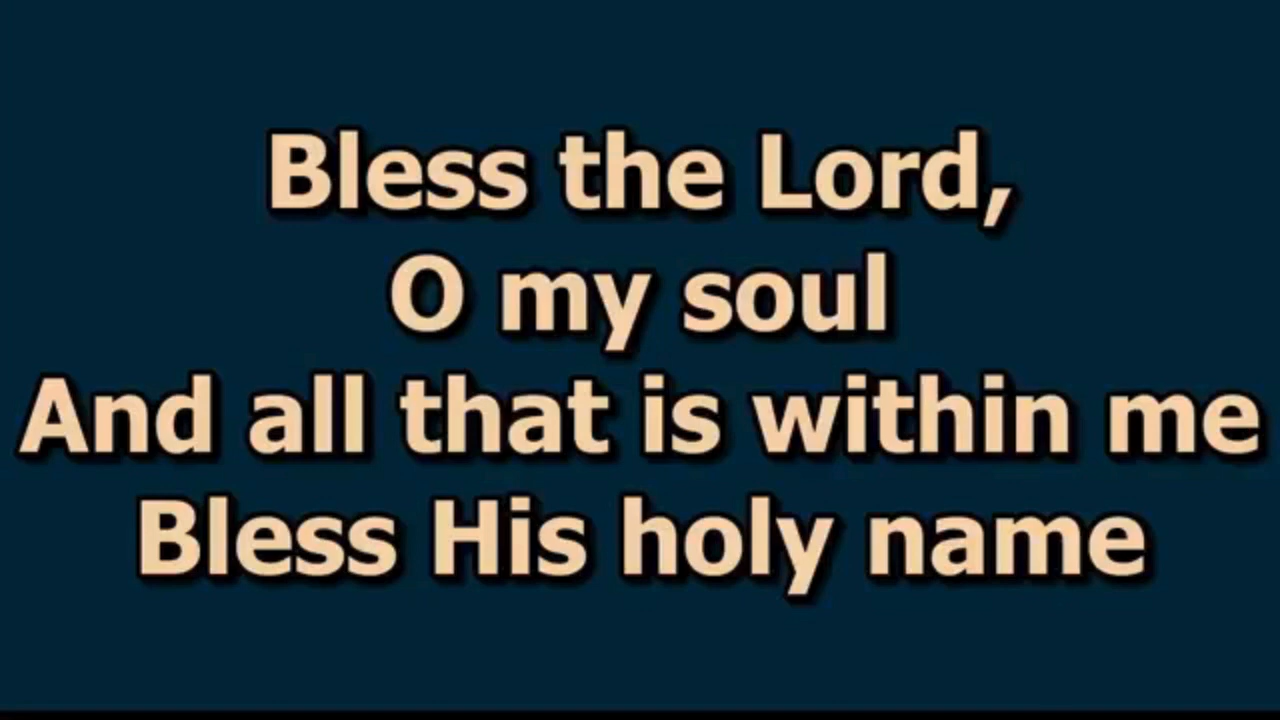 Bless the Lord,
O my soul
And all that is within me
Bless His holy name